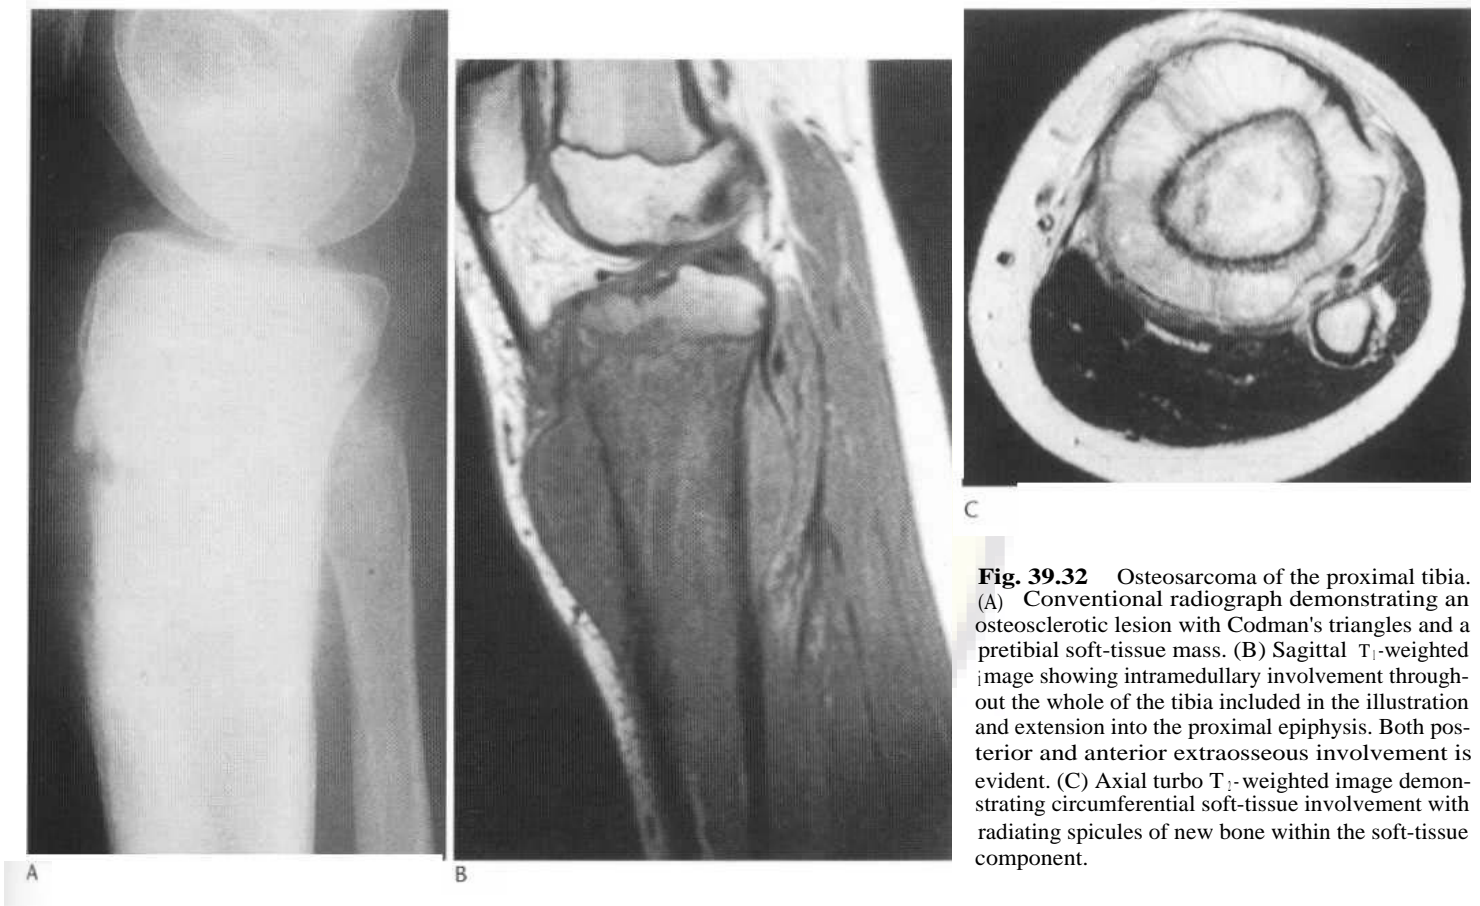 A
B
C
Fig. 39.32 Osteosarcoma of the proximal tibia.
(A) Conventional radiograph demonstrating an
osteosclerotic lesion with Codman's triangles and a
pretibial soft-tissue mass. (B) Sagittal T1-weighted
image showing intramedullary involvement through-
out the whole of the tibia included in the illustration
and extension into the proximal epiphysis. Both pos-
terior and anterior extraosseous involvement is
evident. (C) Axial turbo T2-weighted image demon-
strating circumferential soft-tissue involvement with
radiating spicules of new bone within the soft-tissue
component.